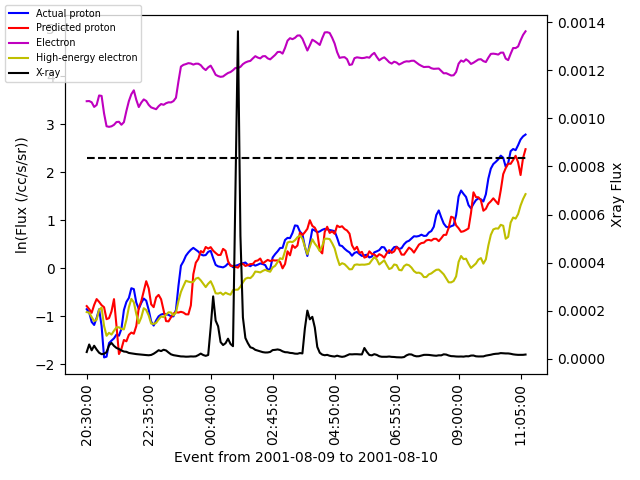 Actual proton
Predicted proton
Electron
High-energy electron
X-ray
ln(Flux (/cc/s/sr))
3
2
1
0
−1
−2
0.0014
0.0012
0.0010
0.0008
0.0006
0.0004
0.0002
0.0000
Xray Flux
20:30:00
22:35:00
00:40:00
02:45:00
04:50:00
06:55:00
09:00:00
11:05:00
Event from 2001-08-09 to 2001-08-10